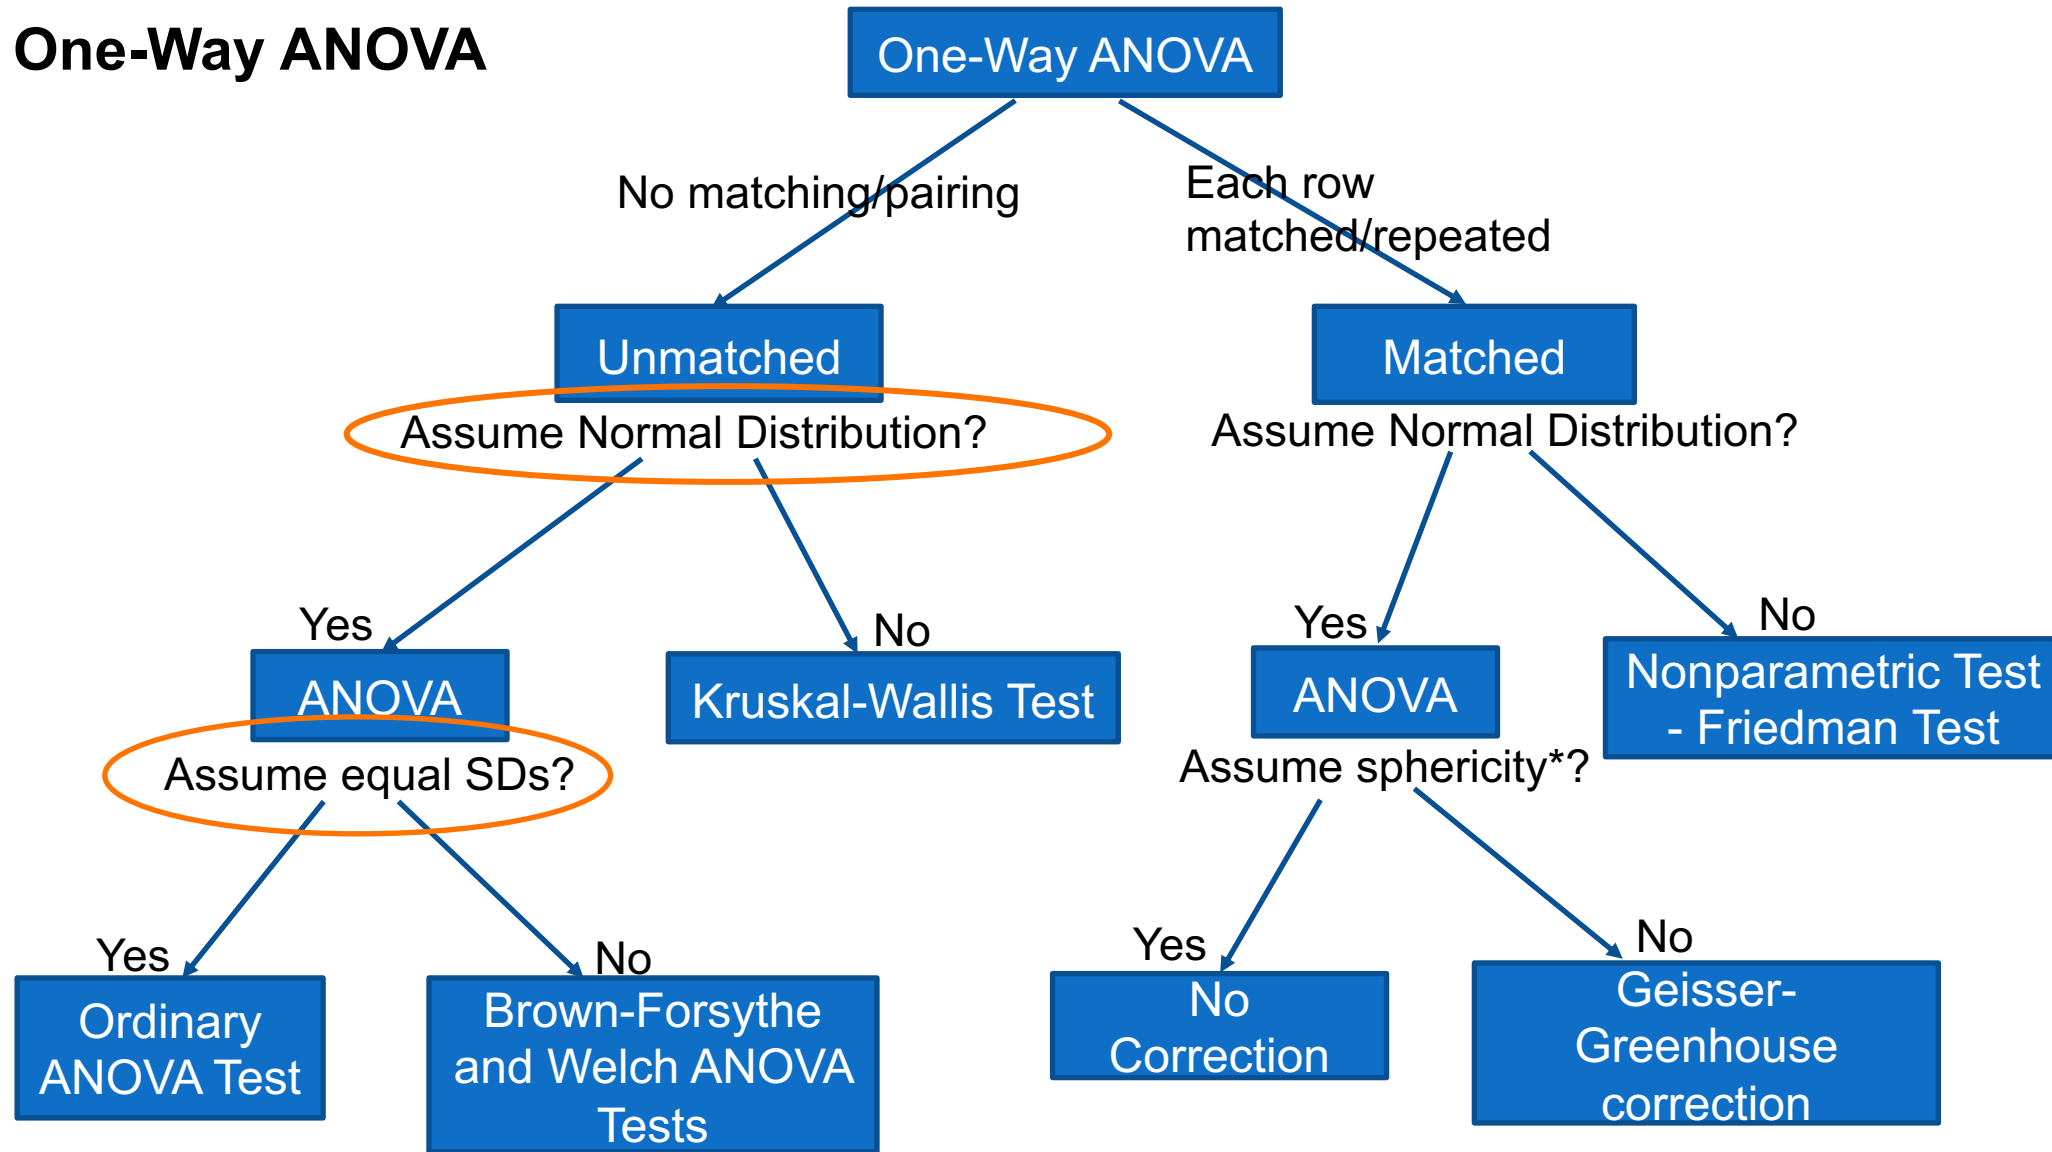 One-Way ANOVA
One-Way ANOVA
No matching/pairing
Each row
matched/repeated
Unmatched
Matched
Assume Normal Distribution?
Assume Normal Distribution?
Yes
No
Yes
No
ANOVA
Kruskal-Wallis Test
ANOVA
Nonparametric Test
- Friedman Test
Assume equal SDs?
Assume sphericity*?
Yes
No
Yes
No
Ordinary
ANOVA Test
Brown-Forsythe
and Welch ANOVA
Tests
No
Correction
Geisser-
Greenhouse
correction